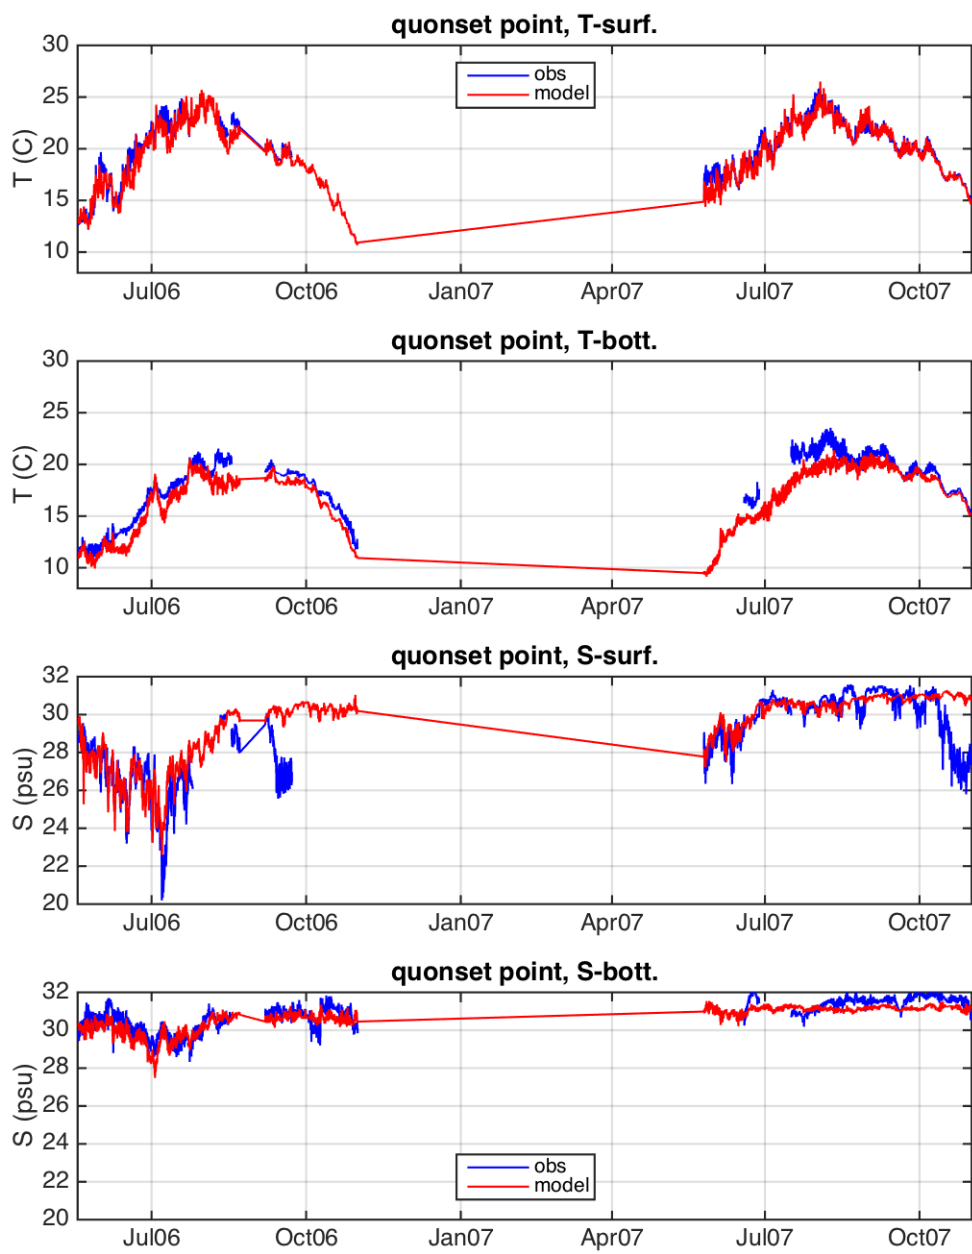 quonset point, T-surf.
30
25
20
15
10
T (C)
obs
model
Jul06 Oct06 Jan07 Apr07 Jul07 Oct07
quonset point, T-bott.
30
25
20
15
10
T (C)
Jul06 Oct06 Jan07 Apr07 Jul07 Oct07
quonset point, S-surf.
32
30
28
26
24
22
20
S (psu)
Jul06 Oct06 Jan07 Apr07 Jul07 Oct07
quonset point, S-bott.
32
30
28
26
24
22
20
S (psu)
obs
model
Jul06 Oct06 Jan07 Apr07 Jul07 Oct07